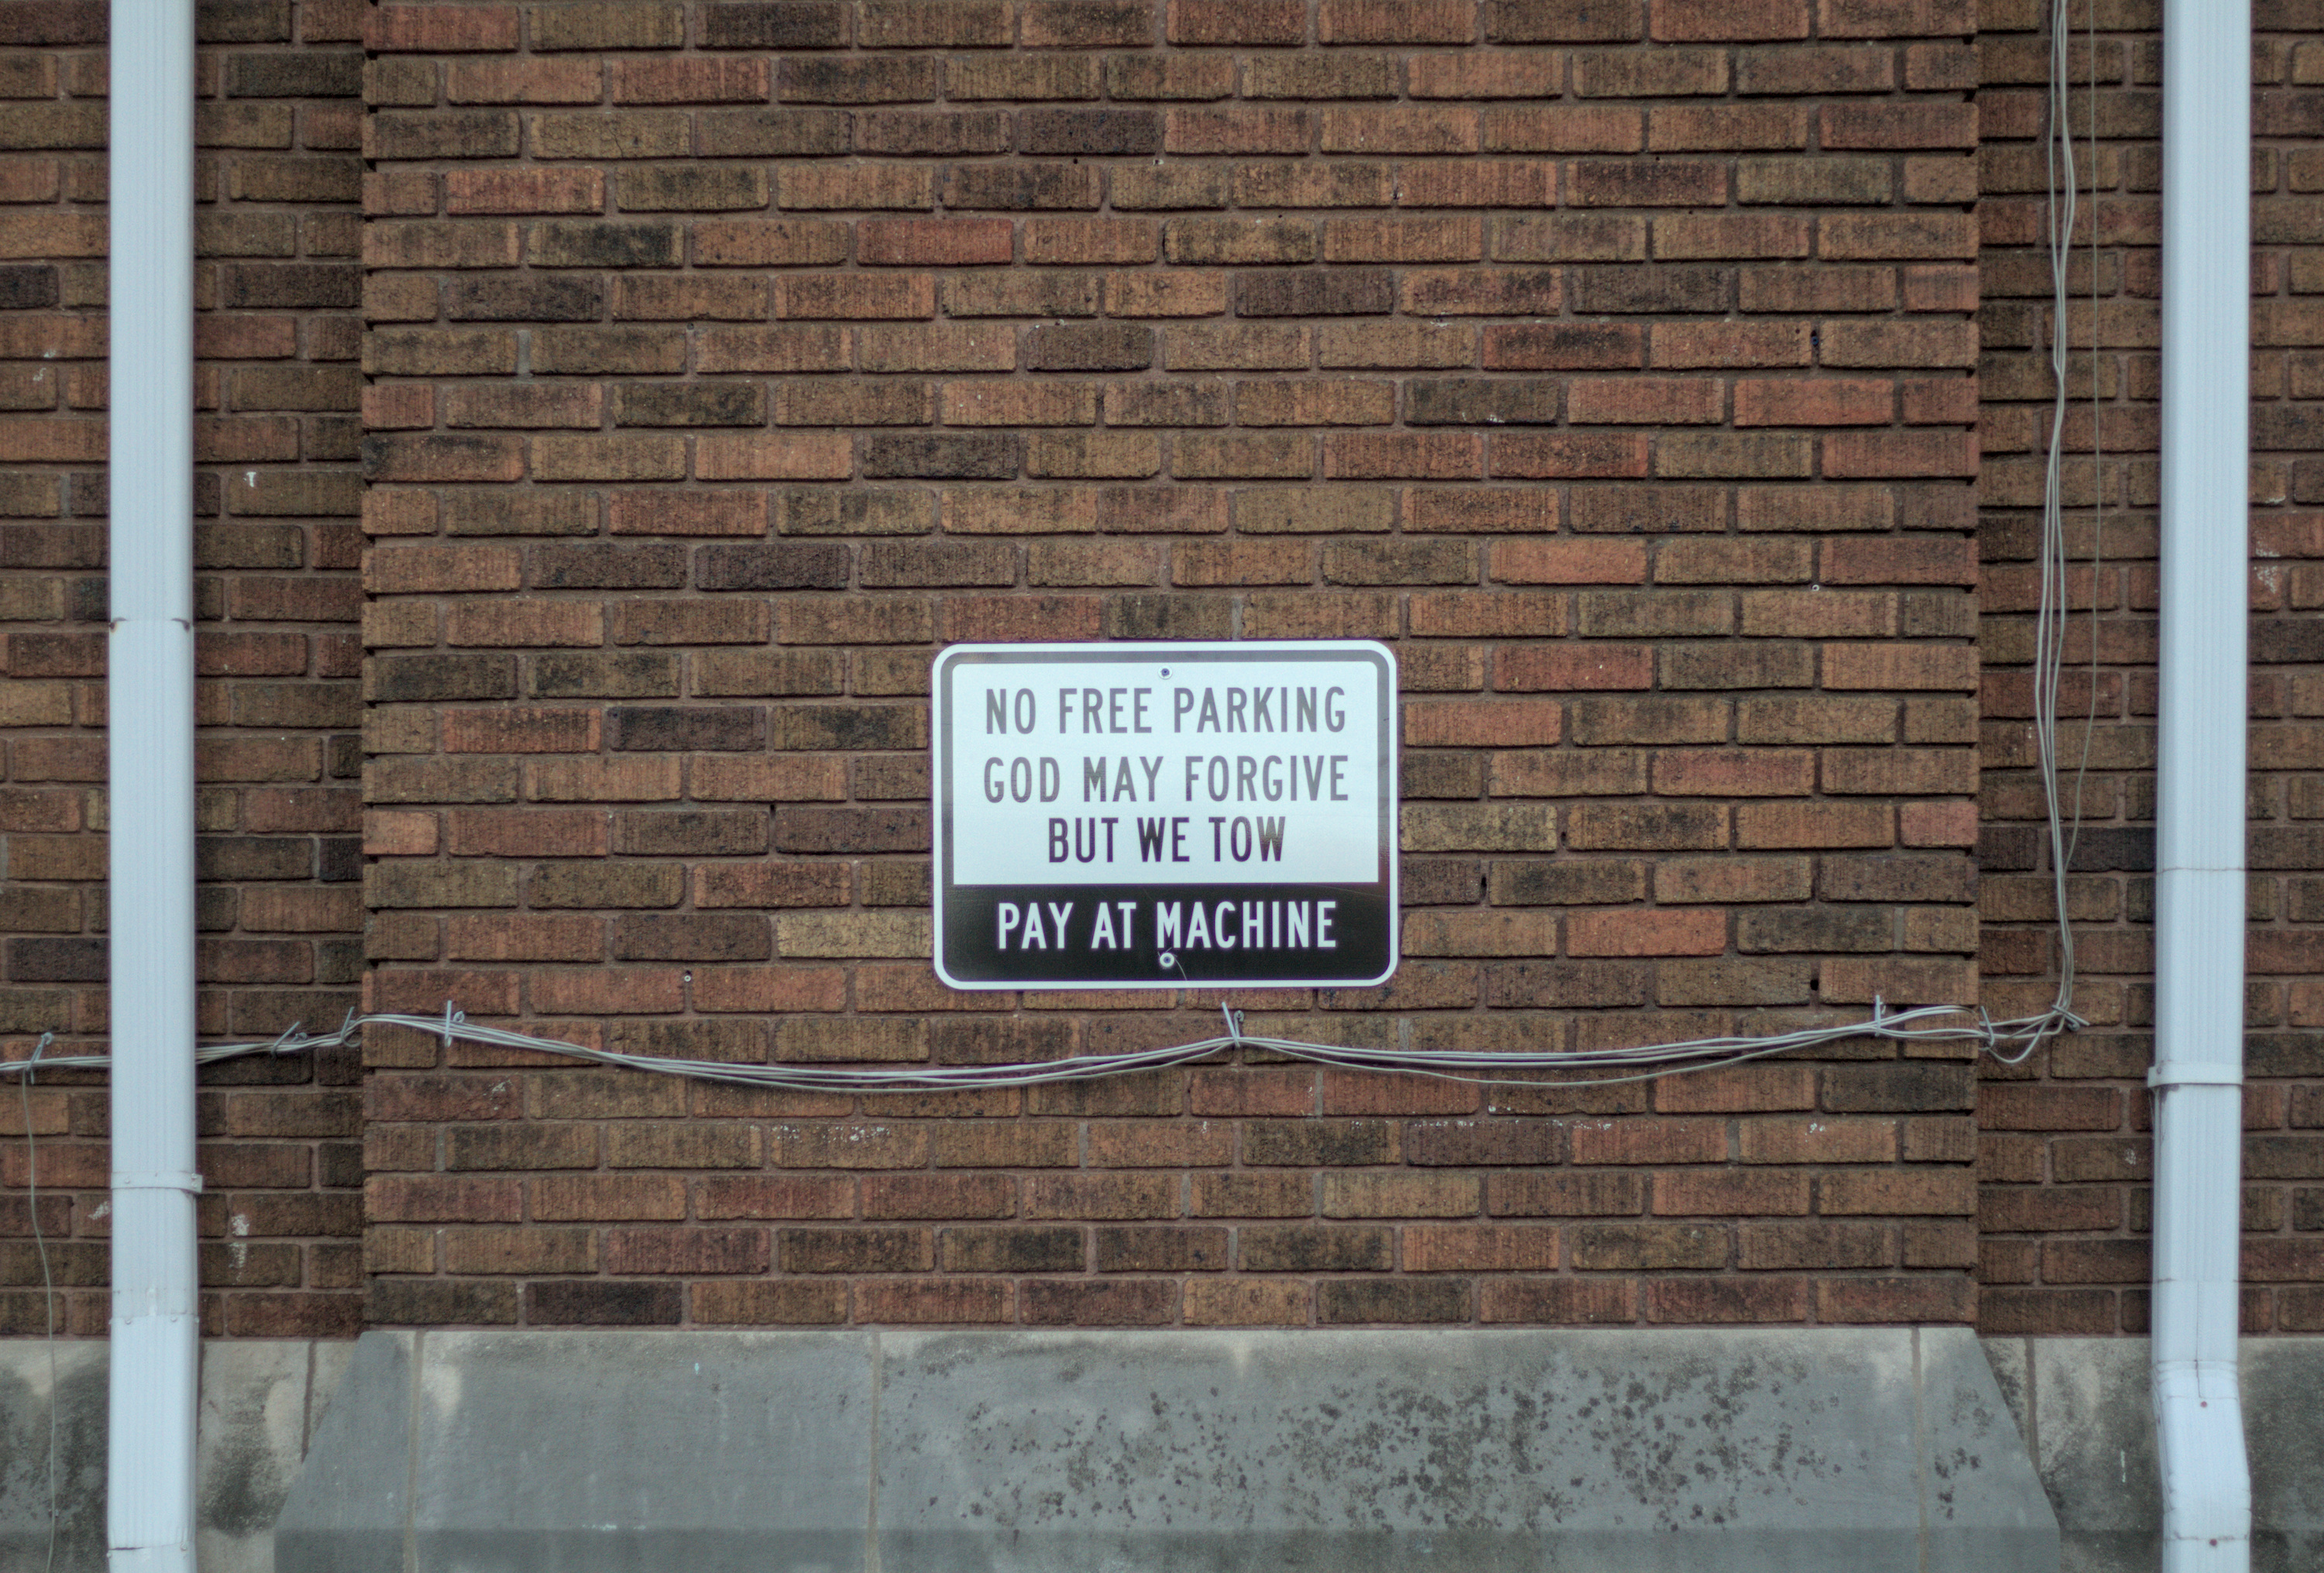 NO FREE PARKING
GOD MAY FORGIVE
BUT WE TOW
PAY AT MACHINE